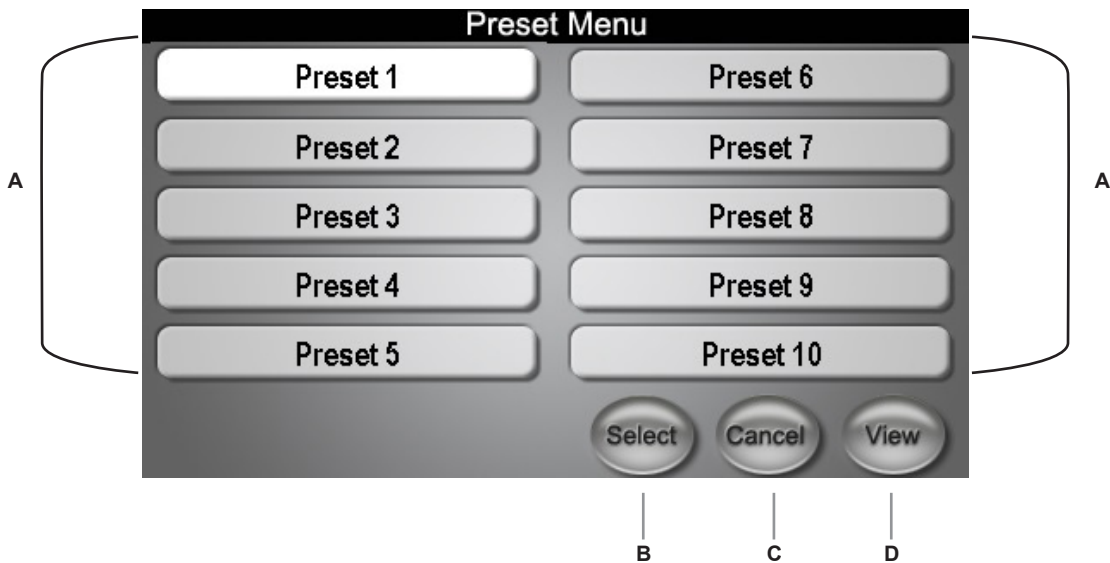 Preset Menu
Preset 1
Preset 6
Preset 2
Preset 7
A
A
Preset 3
Preset 8
Preset 4
Preset 9
Preset 5
Preset 10
Select Cancel View
B C D